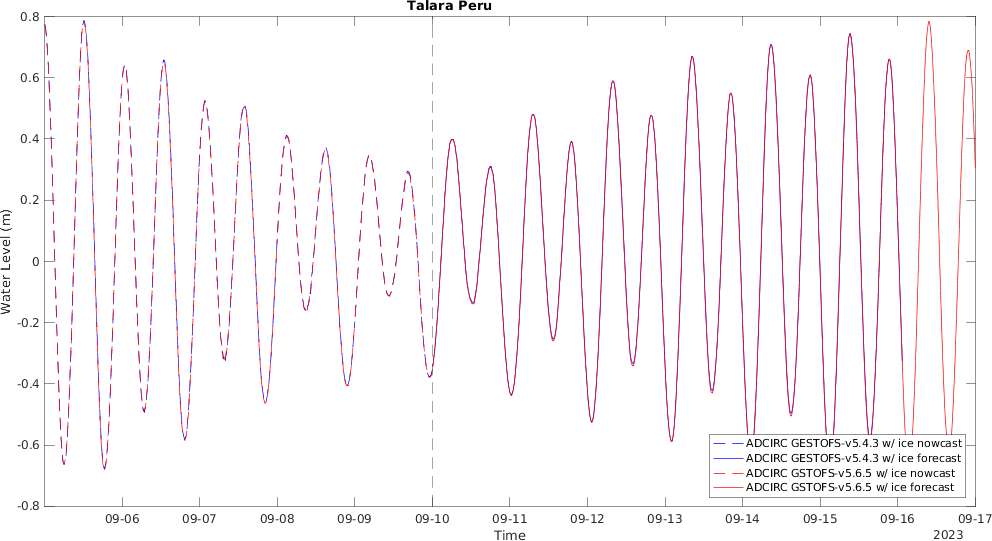 Talara Peru
Water Level (m)
0.8
0.6
0.4
0.2
0
-0.2
-0.4
-0.6
-0.8
ADCIRC GESTOFS-v5.4.3 w/ ice nowcast
ADCIRC GESTOFS-v5.4.3 w/ ice forecast
ADCIRC GSTOFS-v5.6.5 w/ ice nowcast
ADCIRC GSTOFS-v5.6.5 w/ ice forecast
09-06 09-07 09-08 09-09 09-10 09-11 09-12 09-13 09-14 09-15 09-16 09-17
Time
2023